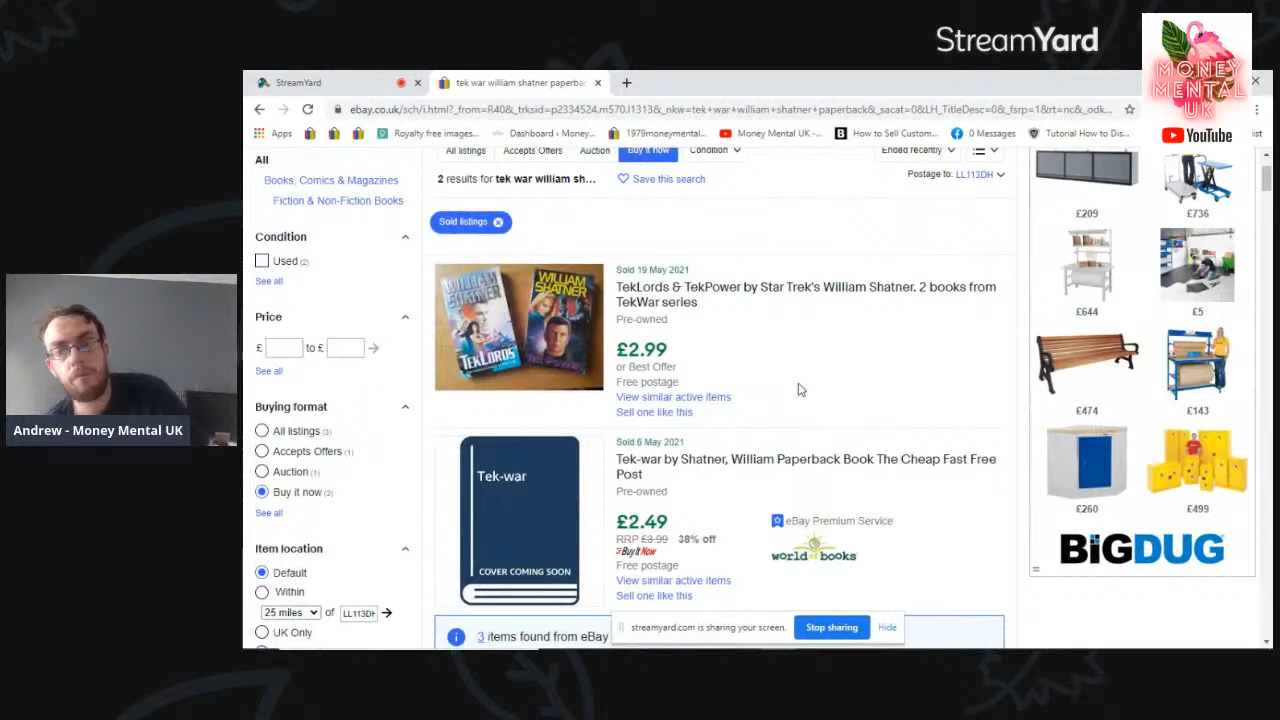 StreamYard
MONEY
MENTAL
UK
YouTube
StreamYard
tek war william shatner paperba
ebay.co.uk/sch/i.html?_from=R40&_trksid=p2334524.m570.l1313&_nkw=tek+war+william+shatner+paperback&_sacat=0&LH_TitleDesc=0&_fsrp=1&rt=nc&_odk...
Apps
Royalty free images...
Dashboard ‹ Money...
1979moneymental...
Money Mental UK -...
How to Sell Custom...
0 Messages
Tutorial How to Dis...
All
Books, Comics & Magazines
Fiction & Non-Fiction Books
Condition
Used (2)
See all
Price
£ to £
See all
Buying format
All listings (3)
Accepts Offers (1)
Auction (1)
Buy it now (2)
See all
Item location
Default
Within
25 miles of LL113DH
UK Only
All listings Accepts Offers Auction Buy it now Condition Ended recently
2 results for tek war william sh... Save this search Postage to: LL113DH
Sold listings
WILLIAM SHATNER
TEKLORDS
WILLIAM SHATNER
Sold 19 May 2021
TekLords & TekPower by Star Trek's William Shatner. 2 books from
TekWar series
Pre-owned
£2.99
or Best Offer
Free postage
View similar active items
Sell one like this
Tek-war
COVER COMING SOON
Sold 6 May 2021
Tek-war by Shatner, William Paperback Book The Cheap Fast Free
Post
Pre-owned
£2.49
RRP £3.99 38% off
Buy It Now
Free postage
View similar active items
Sell one like this
eBay Premium Service
world of books
3 items found from eBay
streamyard.com is sharing your screen. Stop sharing Hide
£209 £736
£644 £5
£474 £143
£260 £499
BiGDUG
Andrew - Money Mental UK